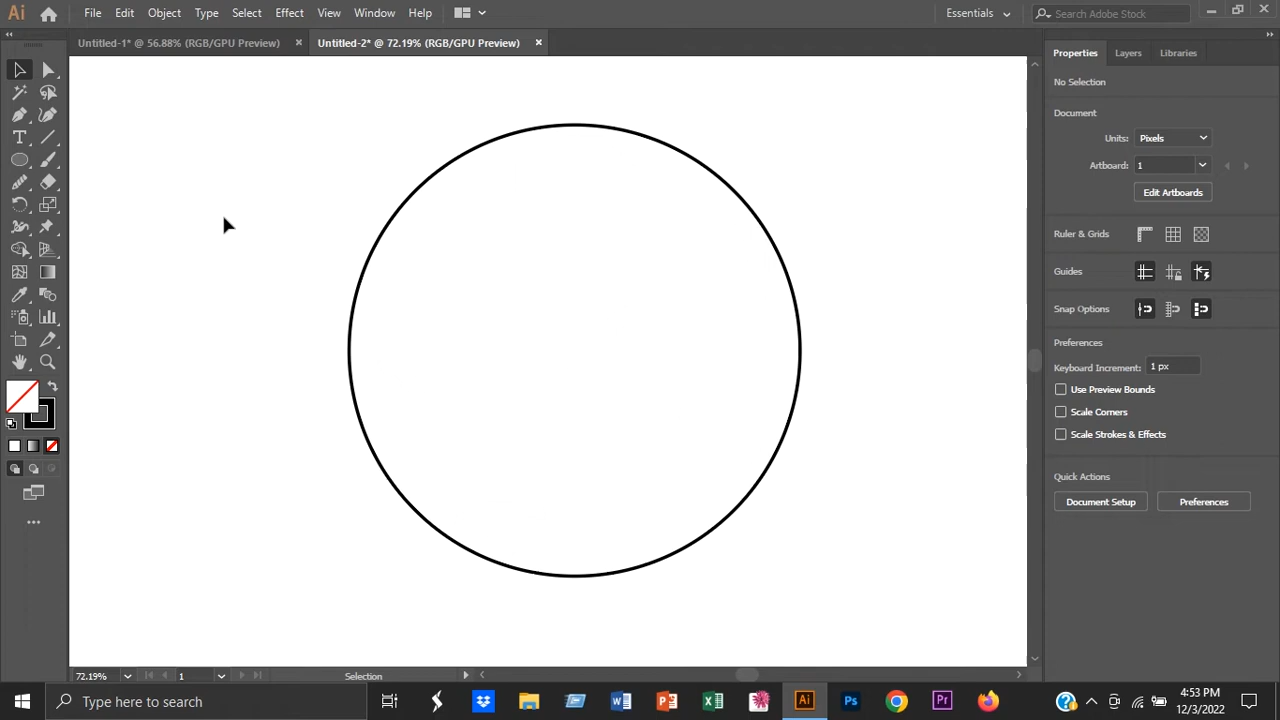 Ai File Edit Object Type Select Effect View Window Help Essentials Search Adobe Stock
Untitled-1* @ 56.88% (RGB/GPU Preview) Untitled-2* @ 72.19% (RGB/GPU Preview)
Properties Layers Libraries
No Selection
Document
Units: Pixels
Artboard: 1
Edit Artboards
Ruler & Grids
Guides
Snap Options
Preferences
Keyboard Increment: 1 px
Use Preview Bounds
Scale Corners
Scale Strokes & Effects
Quick Actions
Document Setup Preferences
72.19% 1 Selection
Type here to search
Ai Ps Pr
4:53 PM
12/3/2022